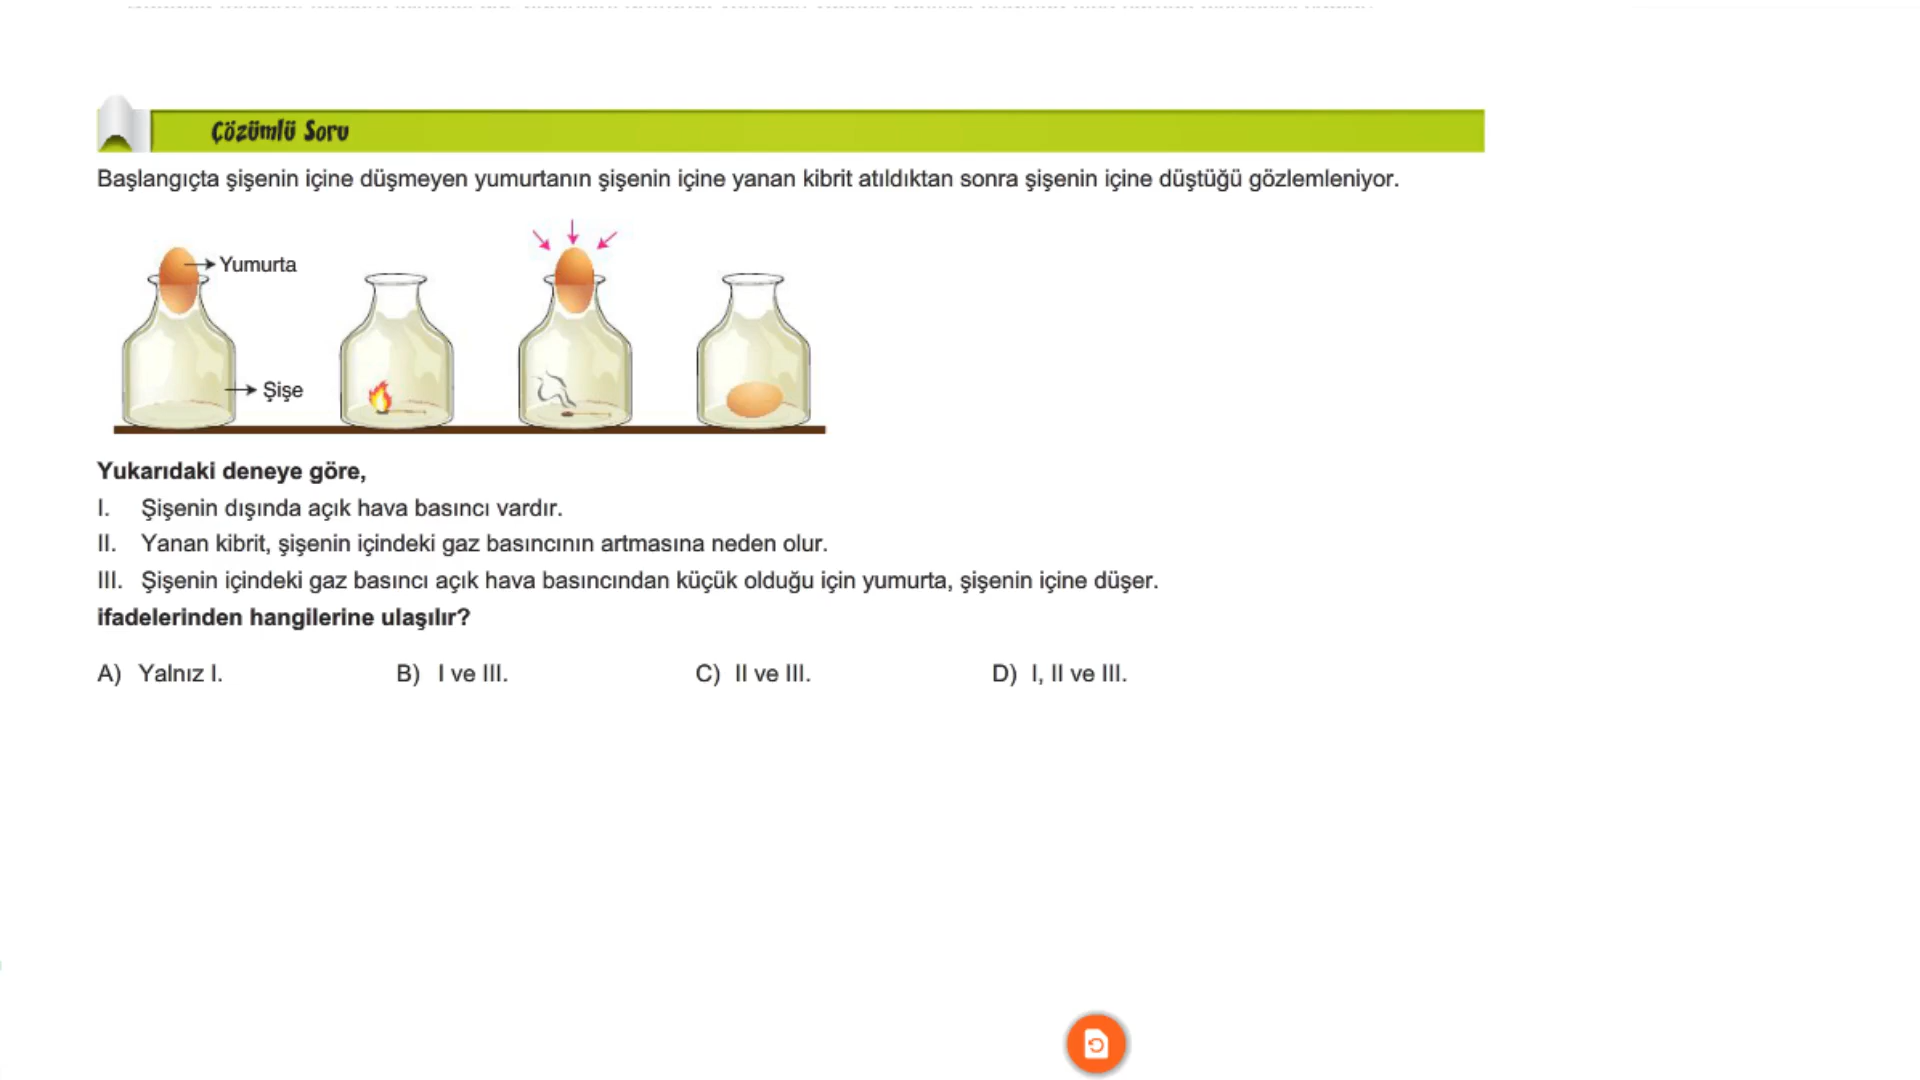 Çözümlü Soru
Başlangıçta şişenin içine düşmeyen yumurtanın şişenin içine yanan kibrit atıldıktan sonra şişenin içine düştüğü gözlemleniyor.
Yumurta
Şişe
Yukarıdaki deneye göre,
I. Şişenin dışında açık hava basıncı vardır.
II. Yanan kibrit, şişenin içindeki gaz basıncının artmasına neden olur.
III. Şişenin içindeki gaz basıncı açık hava basıncından küçük olduğu için yumurta, şişenin içine düşer.
ifadelerinden hangilerine ulaşılır?
A) Yalnız I. B) I ve III. C) II ve III. D) I, II ve III.